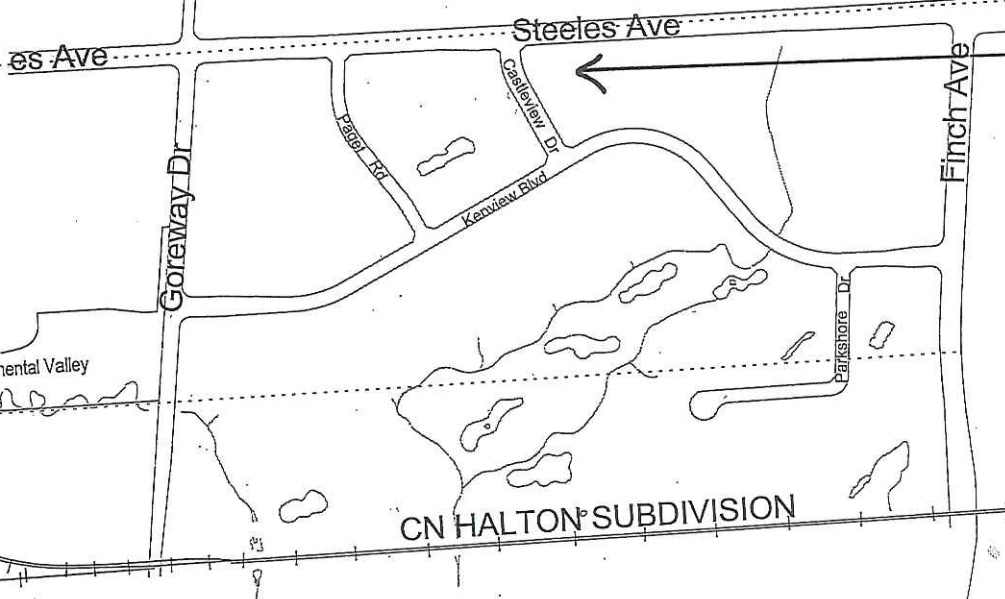 Steeles Ave
es Ave
Castleview Dr
Finch Ave
Paget Rd
Goreway Dr
Kenview Blvd
Parkshore Dr
nental Valley
CN HALTON SUBDIVISION